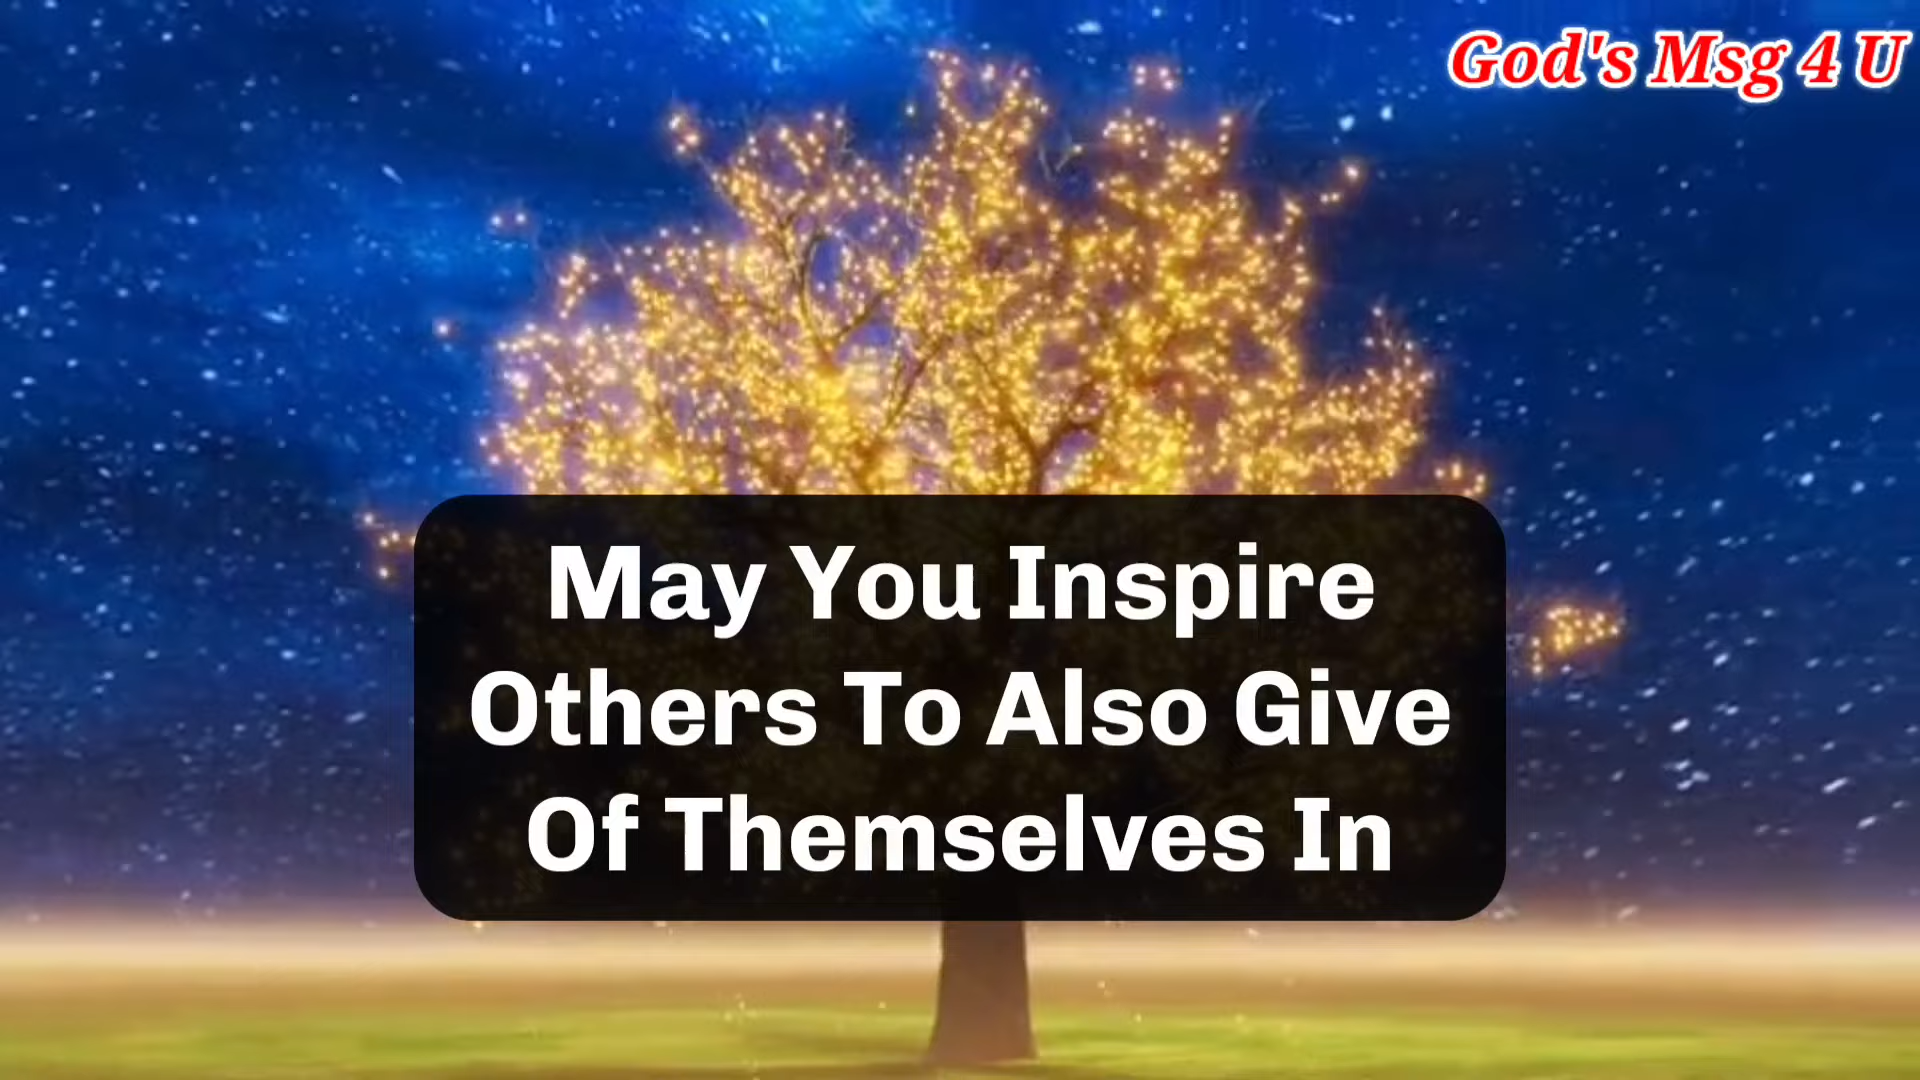 God's Msg 4 U
May You Inspire
Others To Also Give
Of Themselves In